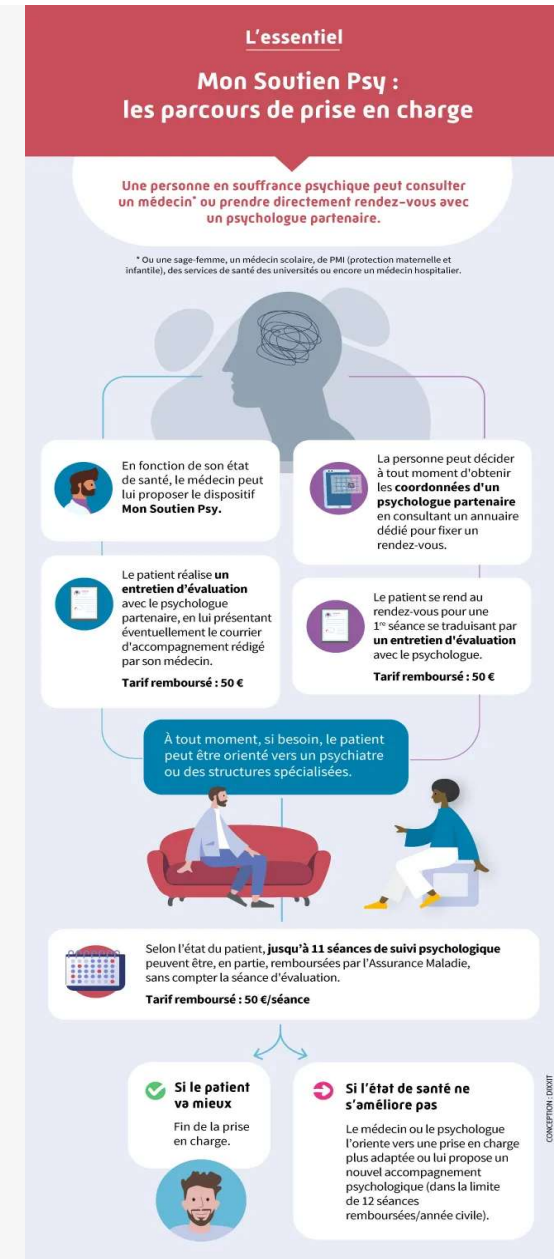 L'essentiel
Mon Soutien Psy :
les parcours de prise en charge
Une personne en souffrance psychique peut consulter
un médecin* ou prendre directement rendez-vous avec
un psychologue partenaire.
* Ou une sage-femme, un médecin scolaire, de PMI (protection maternelle et
infantile), des services de santé des universités ou encore un médecin hospitalier.
En fonction de son état
de santé, le médecin peut
lui proposer le dispositif
Mon Soutien Psy.
La personne peut décider
à tout moment d'obtenir
les coordonnées d'un
psychologue partenaire
en consultant un annuaire
dédié pour fixer un
rendez-vous.
Le patient réalise un
entretien d'évaluation
avec le psychologue
partenaire, en lui présentant
éventuellement le courrier
d'accompagnement rédigé
par son médecin.
Tarif remboursé : 50 €
Le patient se rend au
rendez-vous pour une
1re séance se traduisant par
un entretien d'évaluation
avec le psychologue.
Tarif remboursé : 50 €
À tout moment, si besoin, le patient
peut être orienté vers un psychiatre
ou des structures spécialisées.
Selon l'état du patient, jusqu'à 11 séances de suivi psychologique
peuvent être, en partie, remboursées par l'Assurance Maladie,
sans compter la séance d'évaluation.
Tarif remboursé : 50 €/séance
Si le patient
va mieux
Fin de la prise
en charge.
Si l'état de santé ne
s'améliore pas
Le médecin ou le psychologue
l'oriente vers une prise en charge
plus adaptée ou lui propose un
nouvel accompagnement
psychologique (dans la limite
de 12 séances
remboursées/année civile).
CONCEPTION : DIXXIT